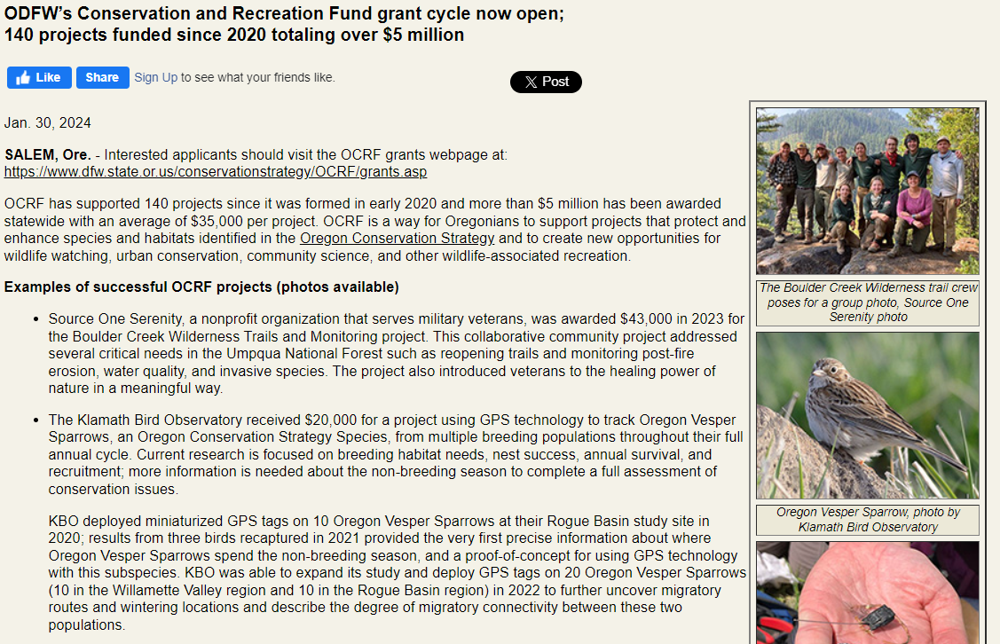 ODFW's Conservation and Recreation Fund grant cycle now open;
140 projects funded since 2020 totaling over $5 million
Like
Share
Sign Up to see what your friends like.
Post
Jan. 30, 2024
SALEM, Ore. - Interested applicants should visit the OCRF grants webpage at:
https://www.dfw.state.or.us/conservationstrategy/OCRF/grants.asp
OCRF has supported 140 projects since it was formed in early 2020 and more than $5 million has been awarded
statewide with an average of $35,000 per project. OCRF is a way for Oregonians to support projects that protect and
enhance species and habitats identified in the Oregon Conservation Strategy and to create new opportunities for
wildlife watching, urban conservation, community science, and other wildlife-associated recreation.
Examples of successful OCRF projects (photos available)
• Source One Serenity, a nonprofit organization that serves military veterans, was awarded $43,000 in 2023 for
the Boulder Creek Wilderness Trails and Monitoring project. This collaborative community project addressed
several critical needs in the Umpqua National Forest such as reopening trails and monitoring post-fire
erosion, water quality, and invasive species. The project also introduced veterans to the healing power of
nature in a meaningful way.
• The Klamath Bird Observatory received $20,000 for a project using GPS technology to track Oregon Vesper
Sparrows, an Oregon Conservation Strategy Species, from multiple breeding populations throughout their full
annual cycle. Current research is focused on breeding habitat needs, nest success, annual survival, and
recruitment; more information is needed about the non-breeding season to complete a full assessment of
conservation issues.
KBO deployed miniaturized GPS tags on 10 Oregon Vesper Sparrows at their Rogue Basin study site in
2020; results from three birds recaptured in 2021 provided the very first precise information about where
Oregon Vesper Sparrows spend the non-breeding season, and a proof-of-concept for using GPS technology
with this subspecies. KBO was able to expand its study and deploy GPS tags on 20 Oregon Vesper Sparrows
(10 in the Willamette Valley region and 10 in the Rogue Basin region) in 2022 to further uncover migratory
routes and wintering locations and describe the degree of migratory connectivity between these two
populations.
The Boulder Creek Wilderness trail crew
poses for a group photo, Source One
Serenity photo
Oregon Vesper Sparrow, photo by
Klamath Bird Observatory